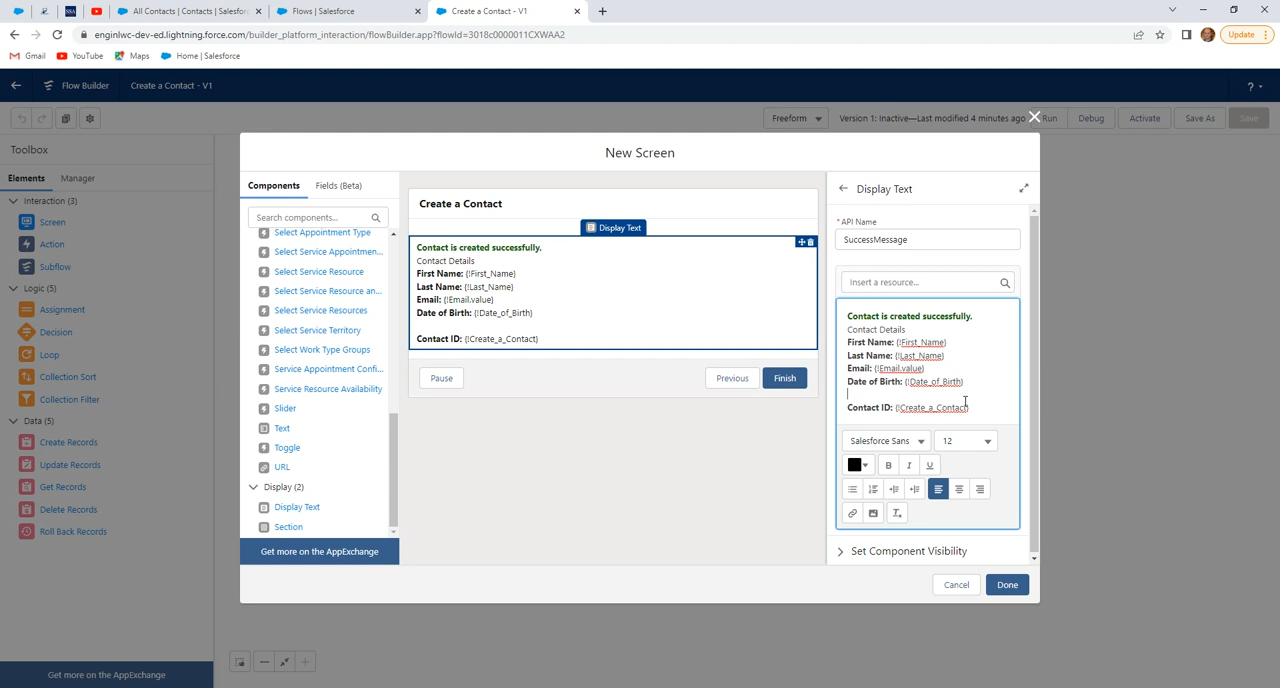 All Contacts | Contacts | Salesfor
Flows | Salesforce
Create a Contact - V1
enginlwc-dev-ed.lightning.force.com/builder_platform_interaction/flowBuilder.app?flowId=3018c0000011CXWAA2
Update
Gmail
YouTube
Maps
Home | Salesforce
Flow Builder
Create a Contact - V1
?
Freeform
Version 1: Inactive—Last modified 4 minutes ago
Run
Debug
Activate
Save As
Save
Toolbox
Elements
Manager
Interaction (3)
Screen
Action
Subflow
Logic (5)
Assignment
Decision
Loop
Collection Sort
Collection Filter
Data (5)
Create Records
Update Records
Get Records
Delete Records
Roll Back Records
Get more on the AppExchange
New Screen
Components
Fields (Beta)
Search components...
Select Appointment Type
Select Service Appointmen...
Select Service Resource
Select Service Resource an...
Select Service Resources
Select Service Territory
Select Work Type Groups
Service Appointment Confi...
Service Resource Availability
Slider
Text
Toggle
URL
Display (2)
Display Text
Section
Get more on the AppExchange
Create a Contact
Display Text
Contact is created successfully.
Contact Details
First Name: {!First_Name}
Last Name: {!Last_Name}
Email: {!Email.value}
Date of Birth: {!Date_of_Birth}
Contact ID: {!Create_a_Contact}
Pause
Previous
Finish
Display Text
* API Name
SuccessMessage
Insert a resource...
Contact is created successfully.
Contact Details
First Name: {!First_Name}
Last Name: {!Last_Name}
Email: {!Email.value}
Date of Birth: {!Date_of_Birth}
Contact ID: {!Create_a_Contact}
Salesforce Sans
12
B
I
U
Set Component Visibility
Cancel
Done